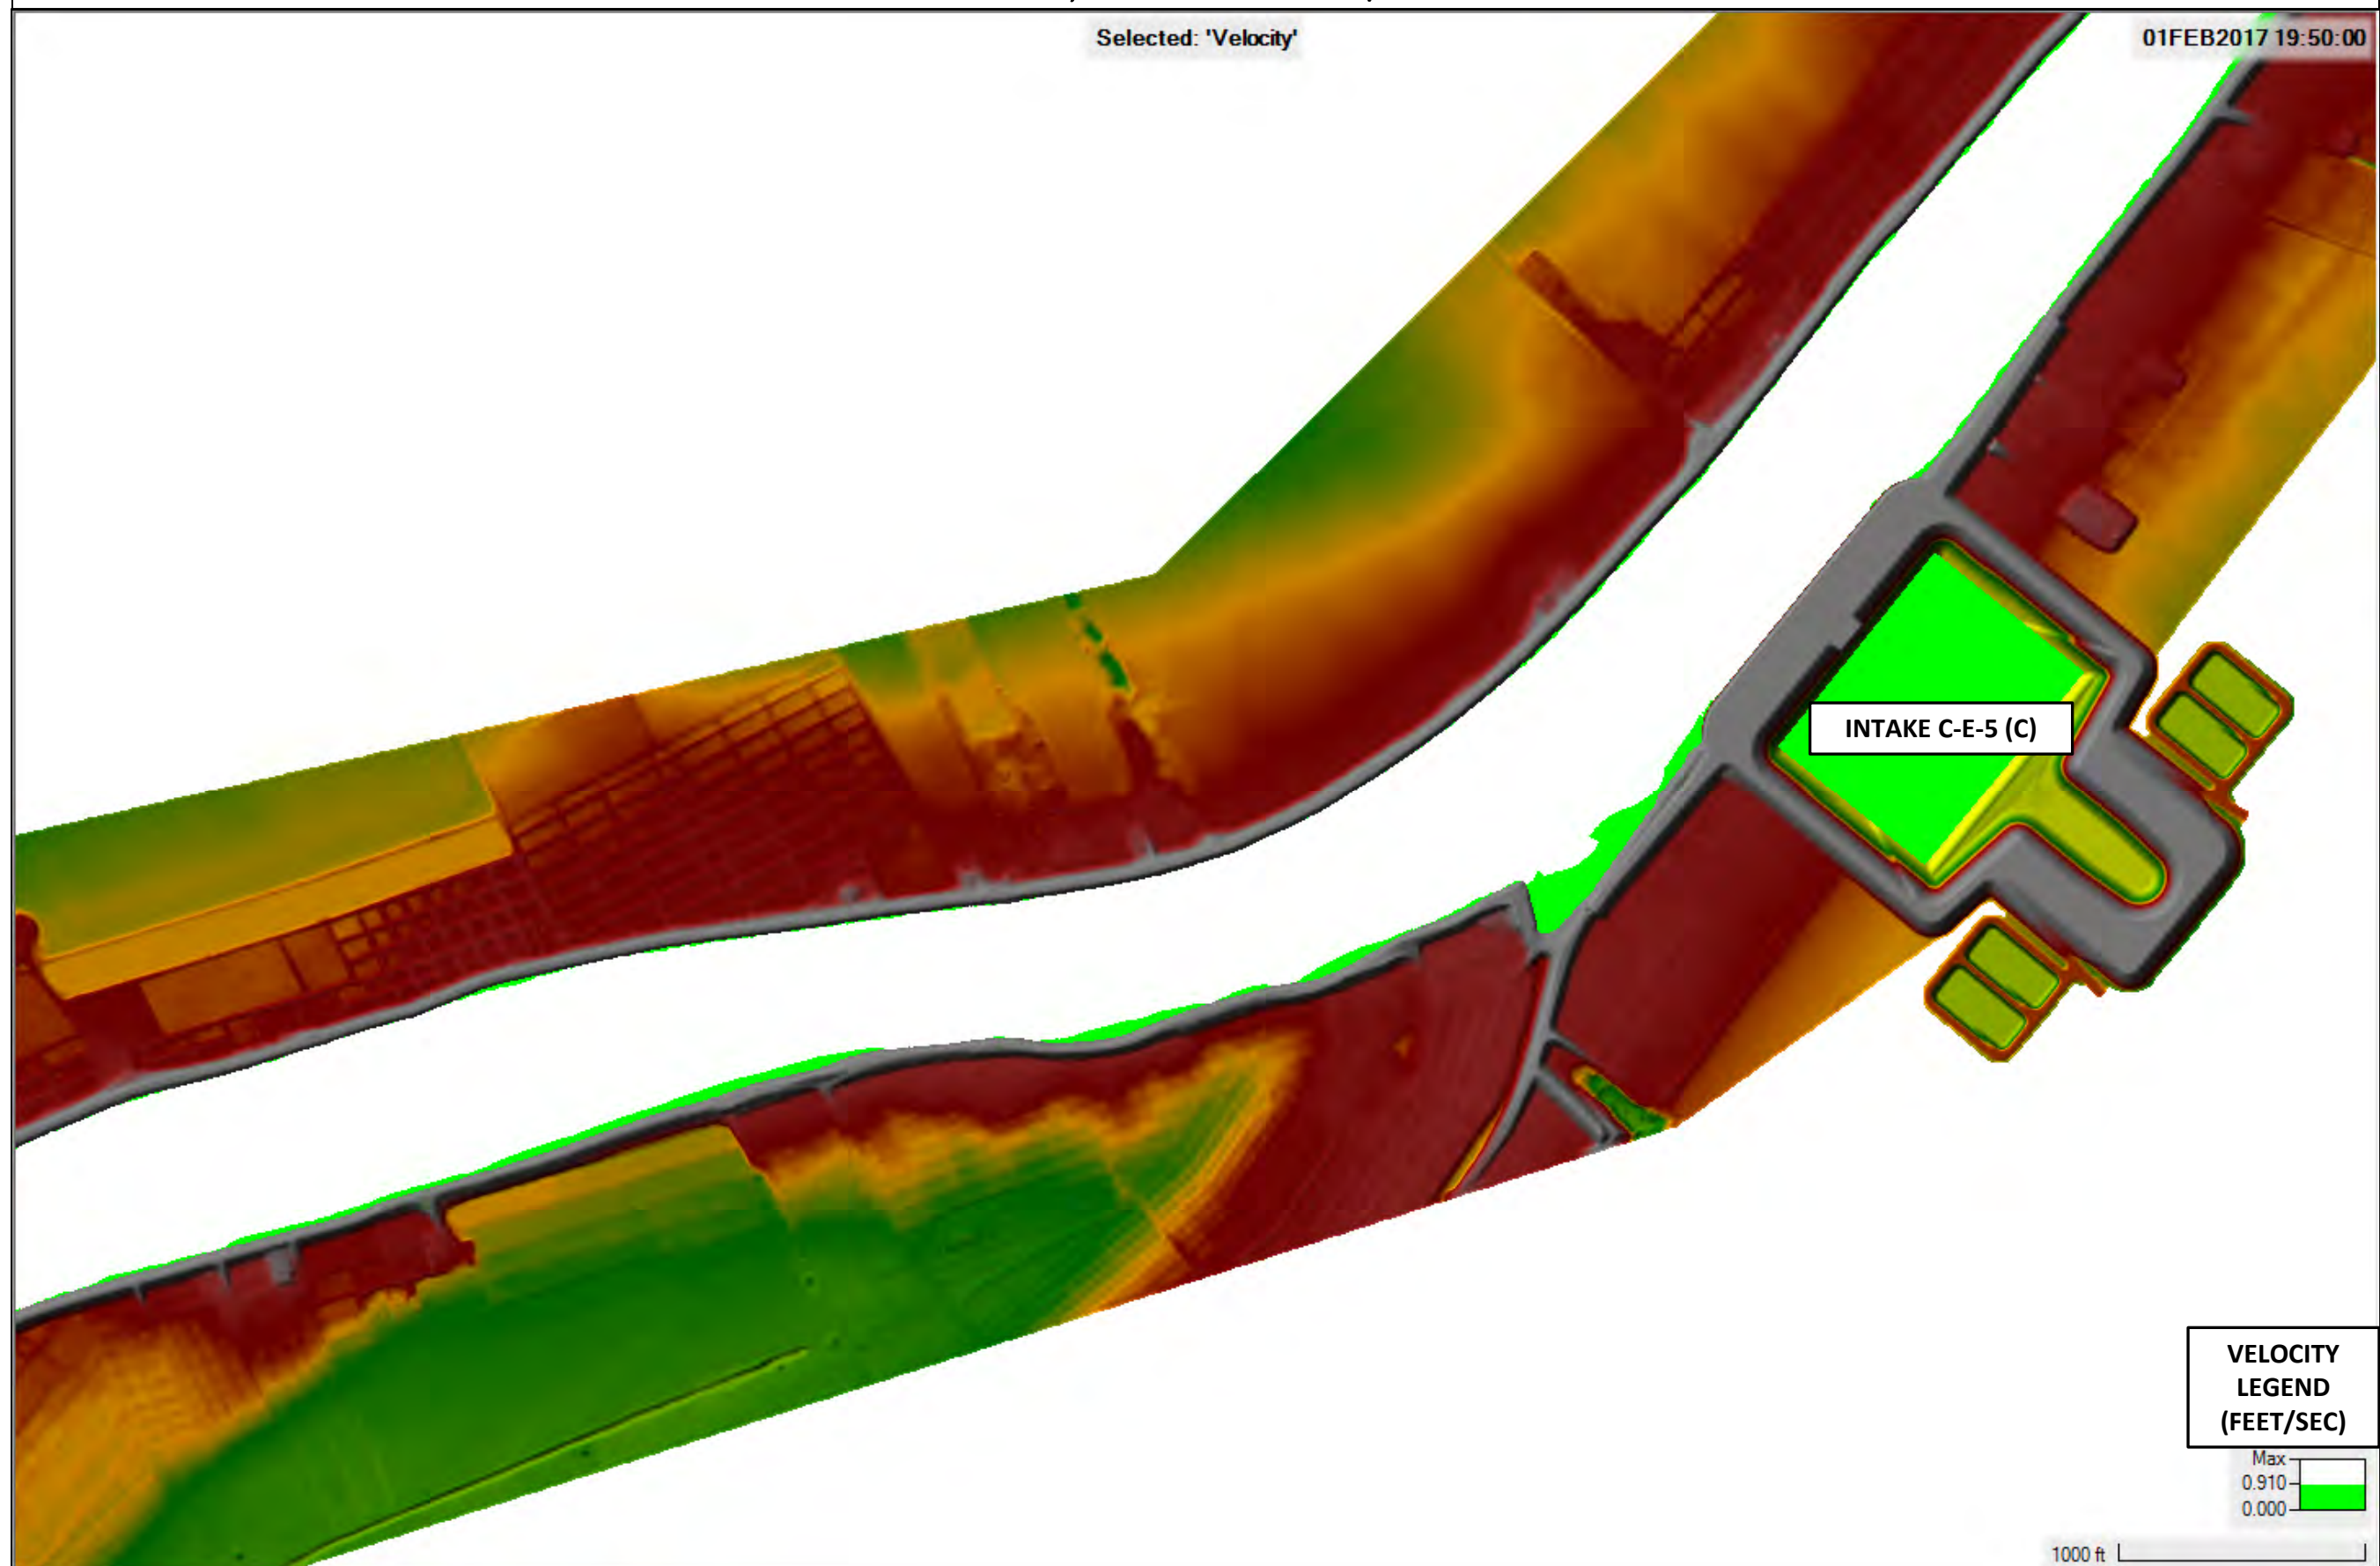 Selected: 'Velocity'
01FEB2017 19:50:00
INTAKE C-E-5 (C)
VELOCITY
LEGEND
(FEET/SEC)
Max
0.910
0.000
1000 ft